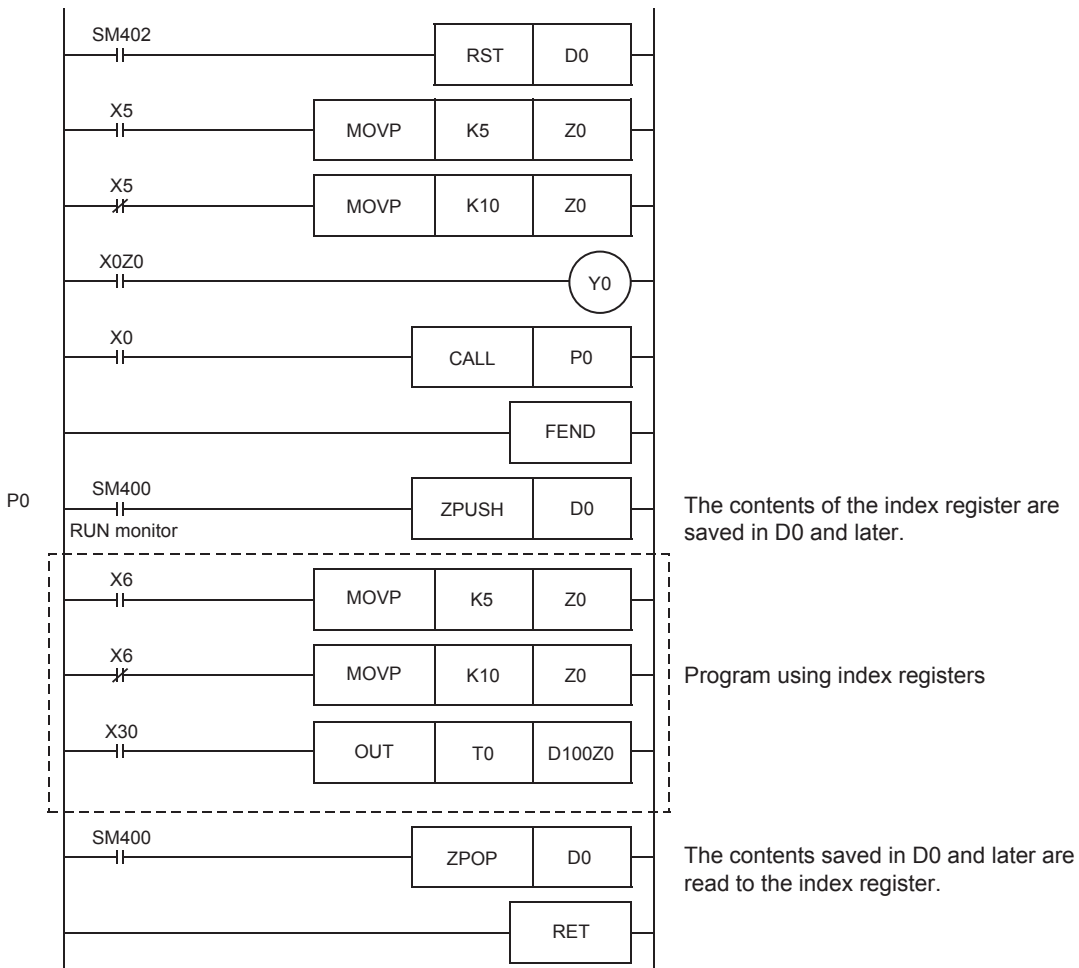 SM402
RST D0
X5
MOVP K5 Z0
X5
MOVP K10 Z0
X0Z0
Y0
X0
CALL P0
FEND
P0
SM400
RUN monitor
ZPUSH D0
The contents of the index register are
saved in D0 and later.
X6
MOVP K5 Z0
X6
MOVP K10 Z0
Program using index registers
X30
OUT T0 D100Z0
SM400
ZPOP D0
The contents saved in D0 and later are
read to the index register.
RET